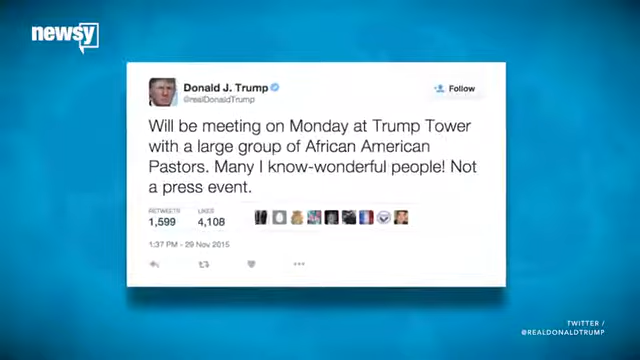 newsy
Donald J. Trump
@realDonaldTrump
Follow
Will be meeting on Monday at Trump Tower
with a large group of African American
Pastors. Many I know-wonderful people! Not
a press event.
RETWEETS LIKES
1,599 4,108
1:37 PM - 29 Nov 2015
TWITTER /
@REALDONALDTRUMP